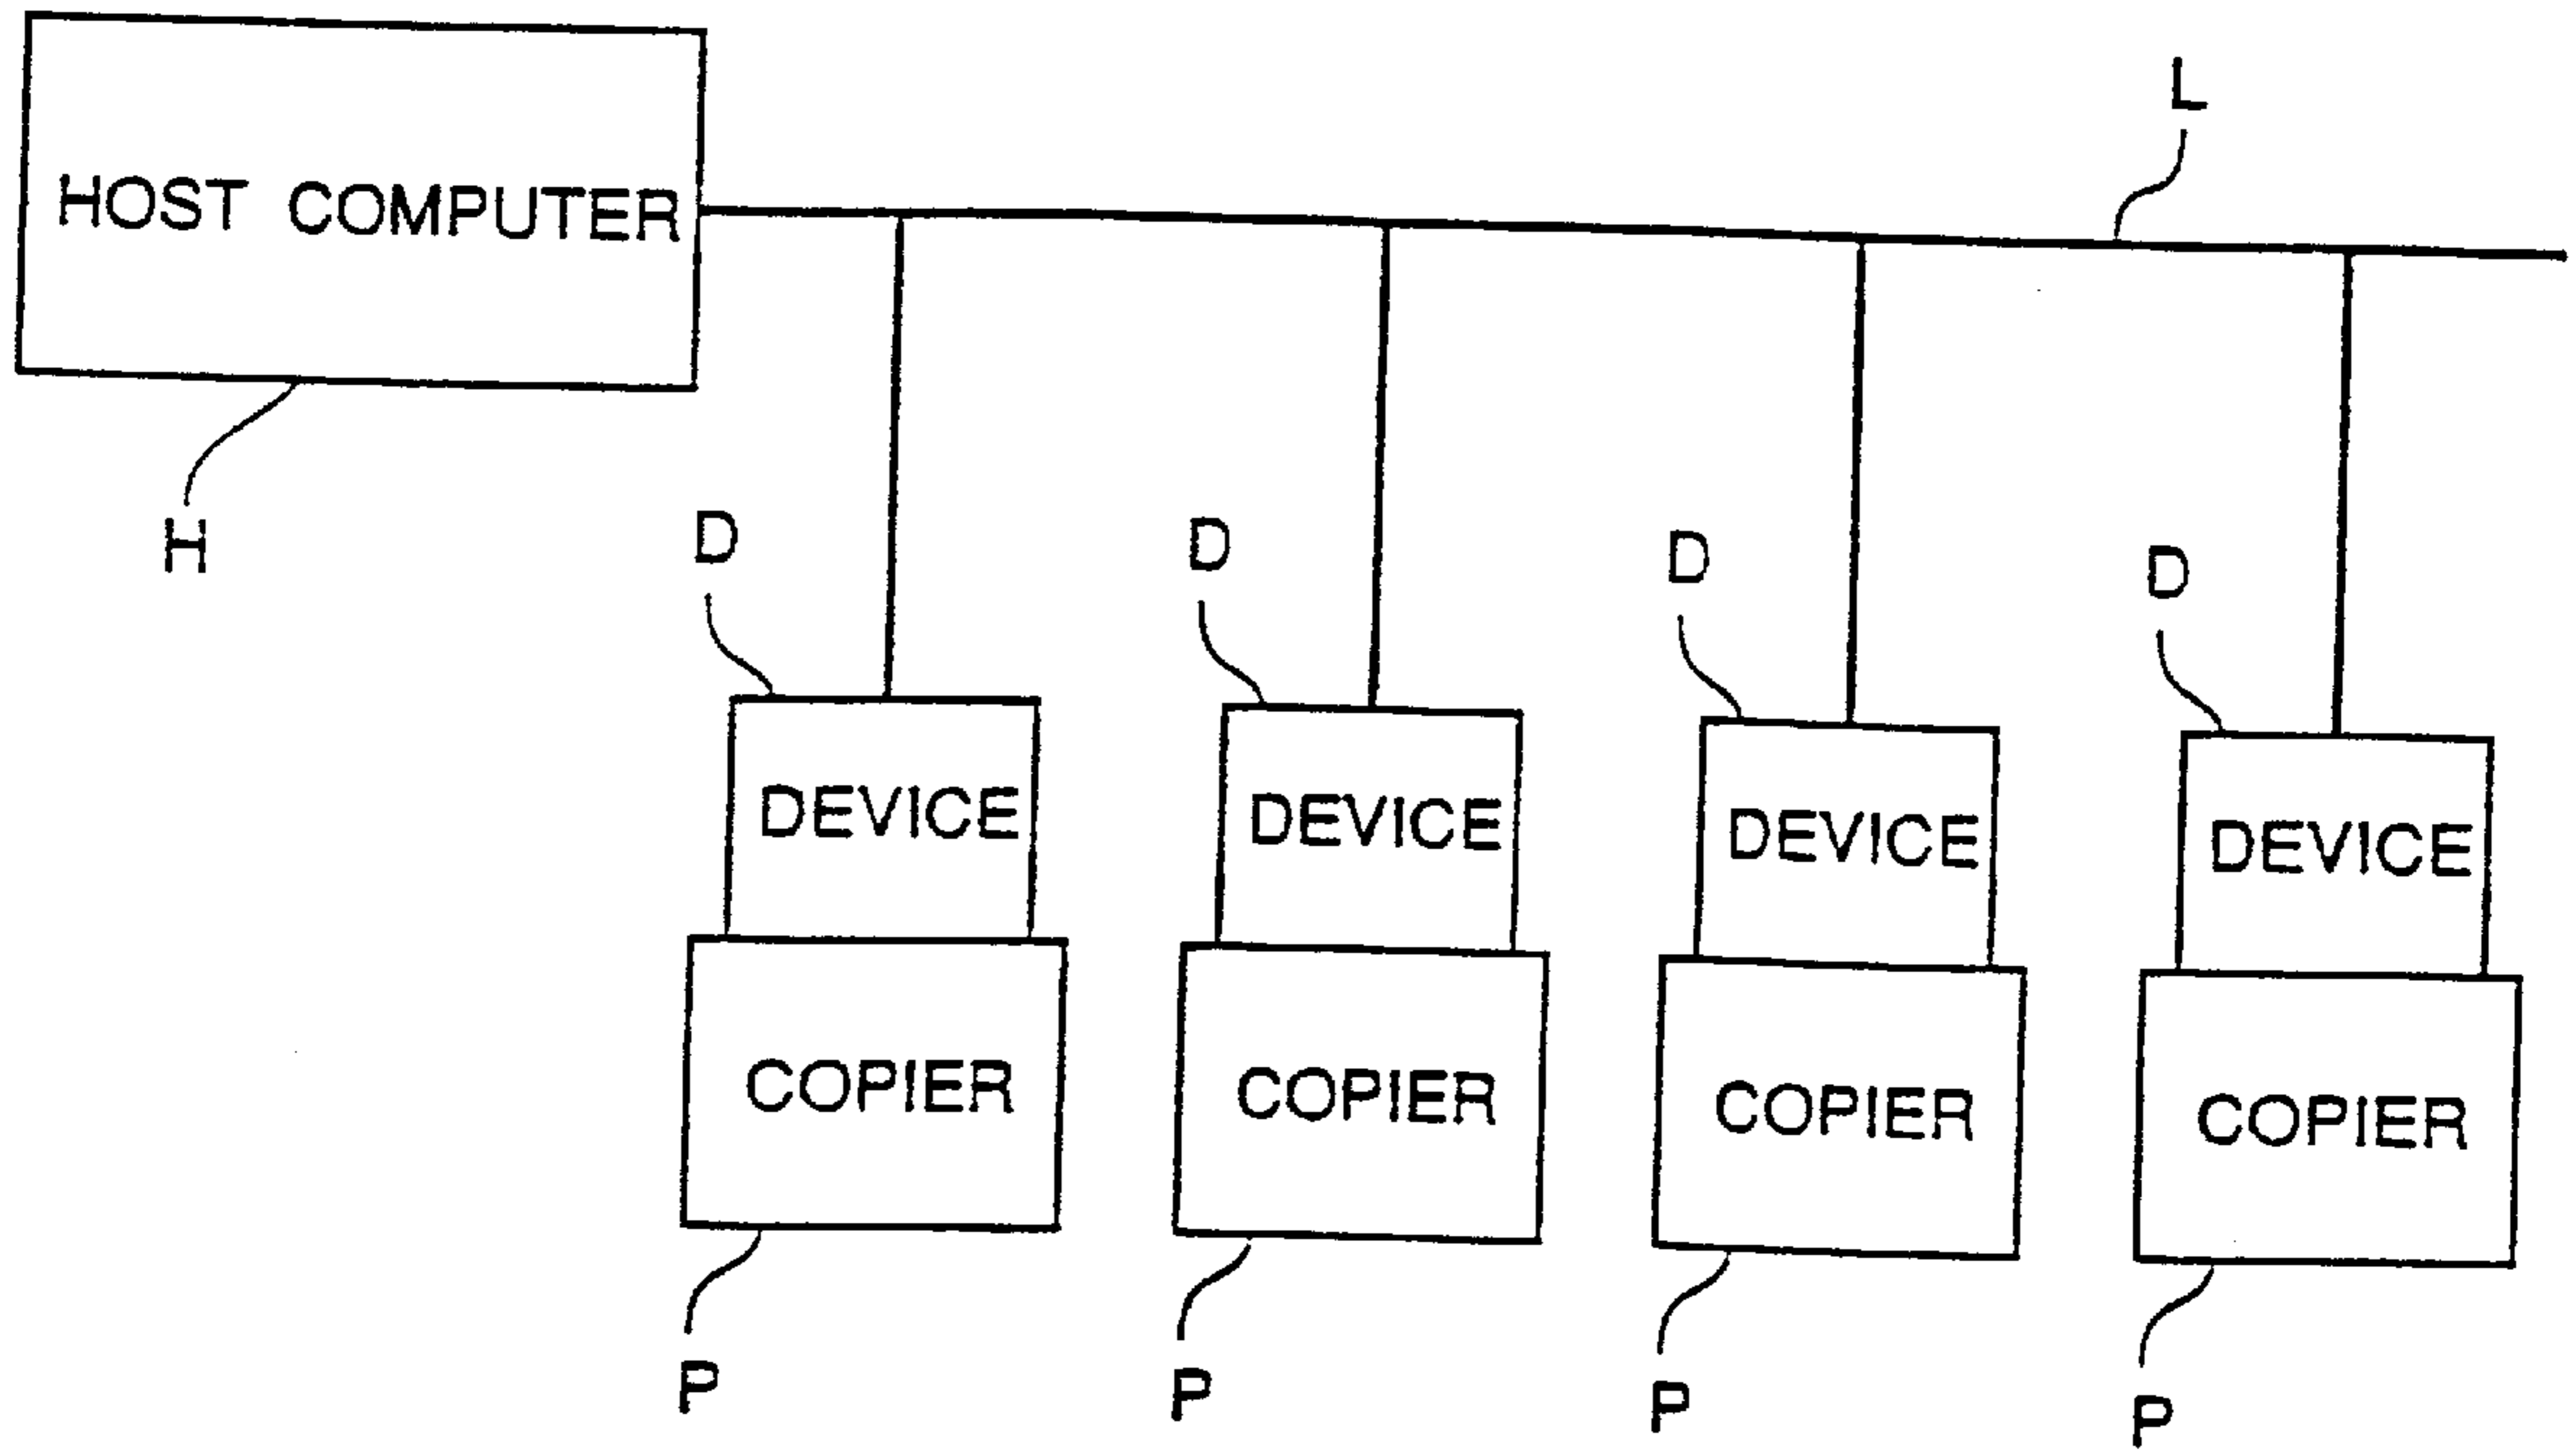 L
HOST COMPUTER
H
D D D D
DEVICE DEVICE DEVICE DEVICE
COPIER COPIER COPIER COPIER
P P P P